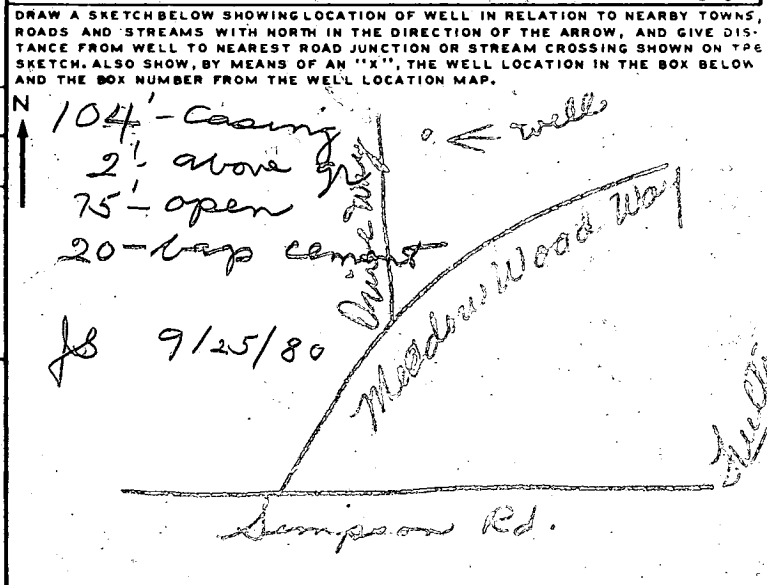 DRAW A SKETCH BELOW SHOWING LOCATION OF WELL IN RELATION TO NEARBY TOWNS,
ROADS AND STREAMS WITH NORTH IN THE DIRECTION OF THE ARROW, AND GIVE DIS-
TANCE FROM WELL TO NEAREST ROAD JUNCTION OR STREAM CROSSING SHOWN ON THE
SKETCH. ALSO SHOW, BY MEANS OF AN "X", THE WELL LOCATION IN THE BOX BELOW
AND THE BOX NUMBER FROM THE WELL LOCATION MAP.
N
104'-Casing
2'- above gr
75'- open
20-bags cement
JS 9/25/80
well
Drive Way
Meadow Wood Way
Simpson Rd.